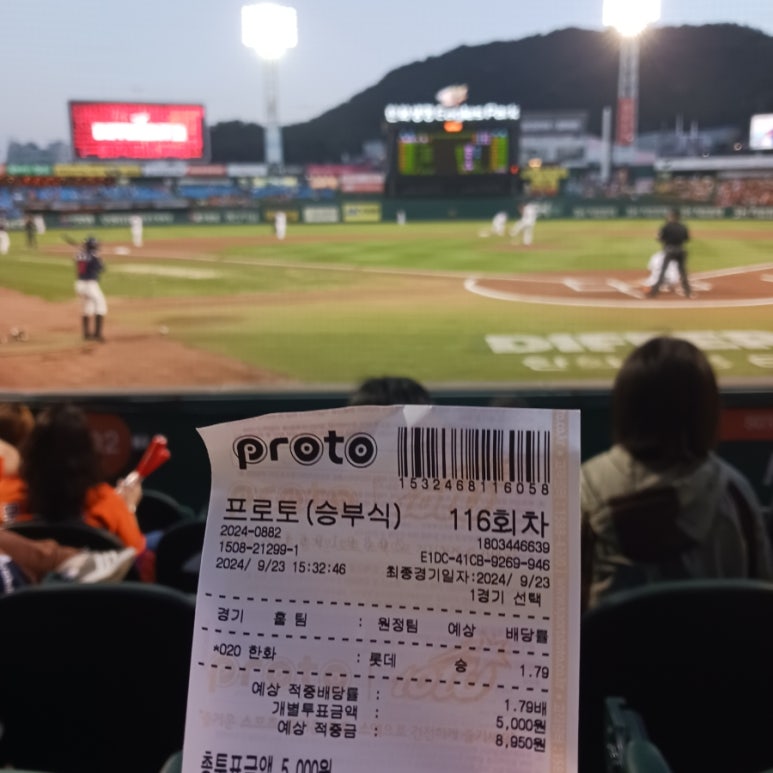 Eagles Park
DIFFER
proto
1532468116058
프로토(승부식) 116회차
2024-0882 1803446639
1508-21299-1 E1DC-41CB-9269-946
2024/ 9/23 15:32:46 최종경기일자:2024/ 9/23
1경기 선택
경기 홈 팀 : 원정팀 예상 배당률
*020 한화 : 롯데 승 1.79
예상 적중배당률 : 1.79배
개별투표금액 : 5,000원
예상 적중금 : 8,950원
총투표금액 5,000원